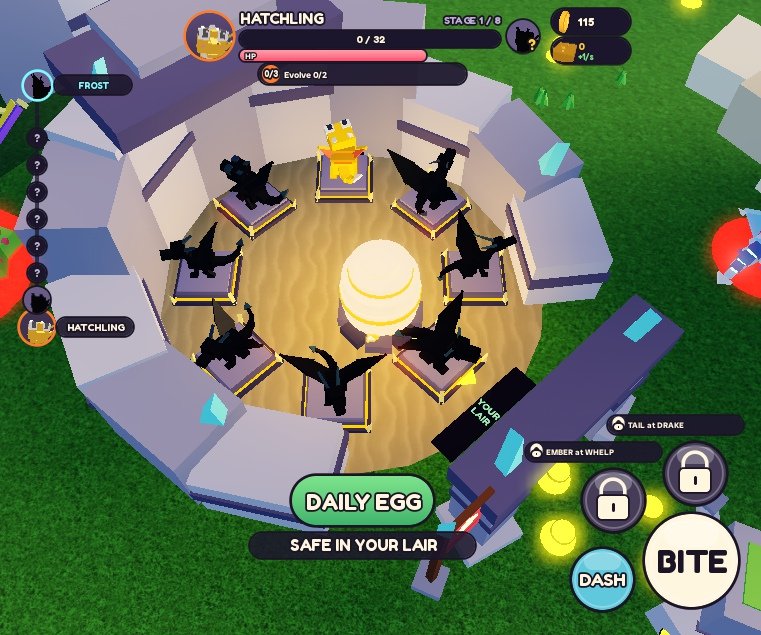 HATCHLING
STAGE 1 / 8
0 / 32
HP
0/3 Evolve 0/2
?
115
0
+1/s
FROST
?
?
?
?
?
?
HATCHLING
YOUR LAIR
TAIL at DRAKE
EMBER at WHELP
DAILY EGG
SAFE IN YOUR LAIR
DASH
BITE